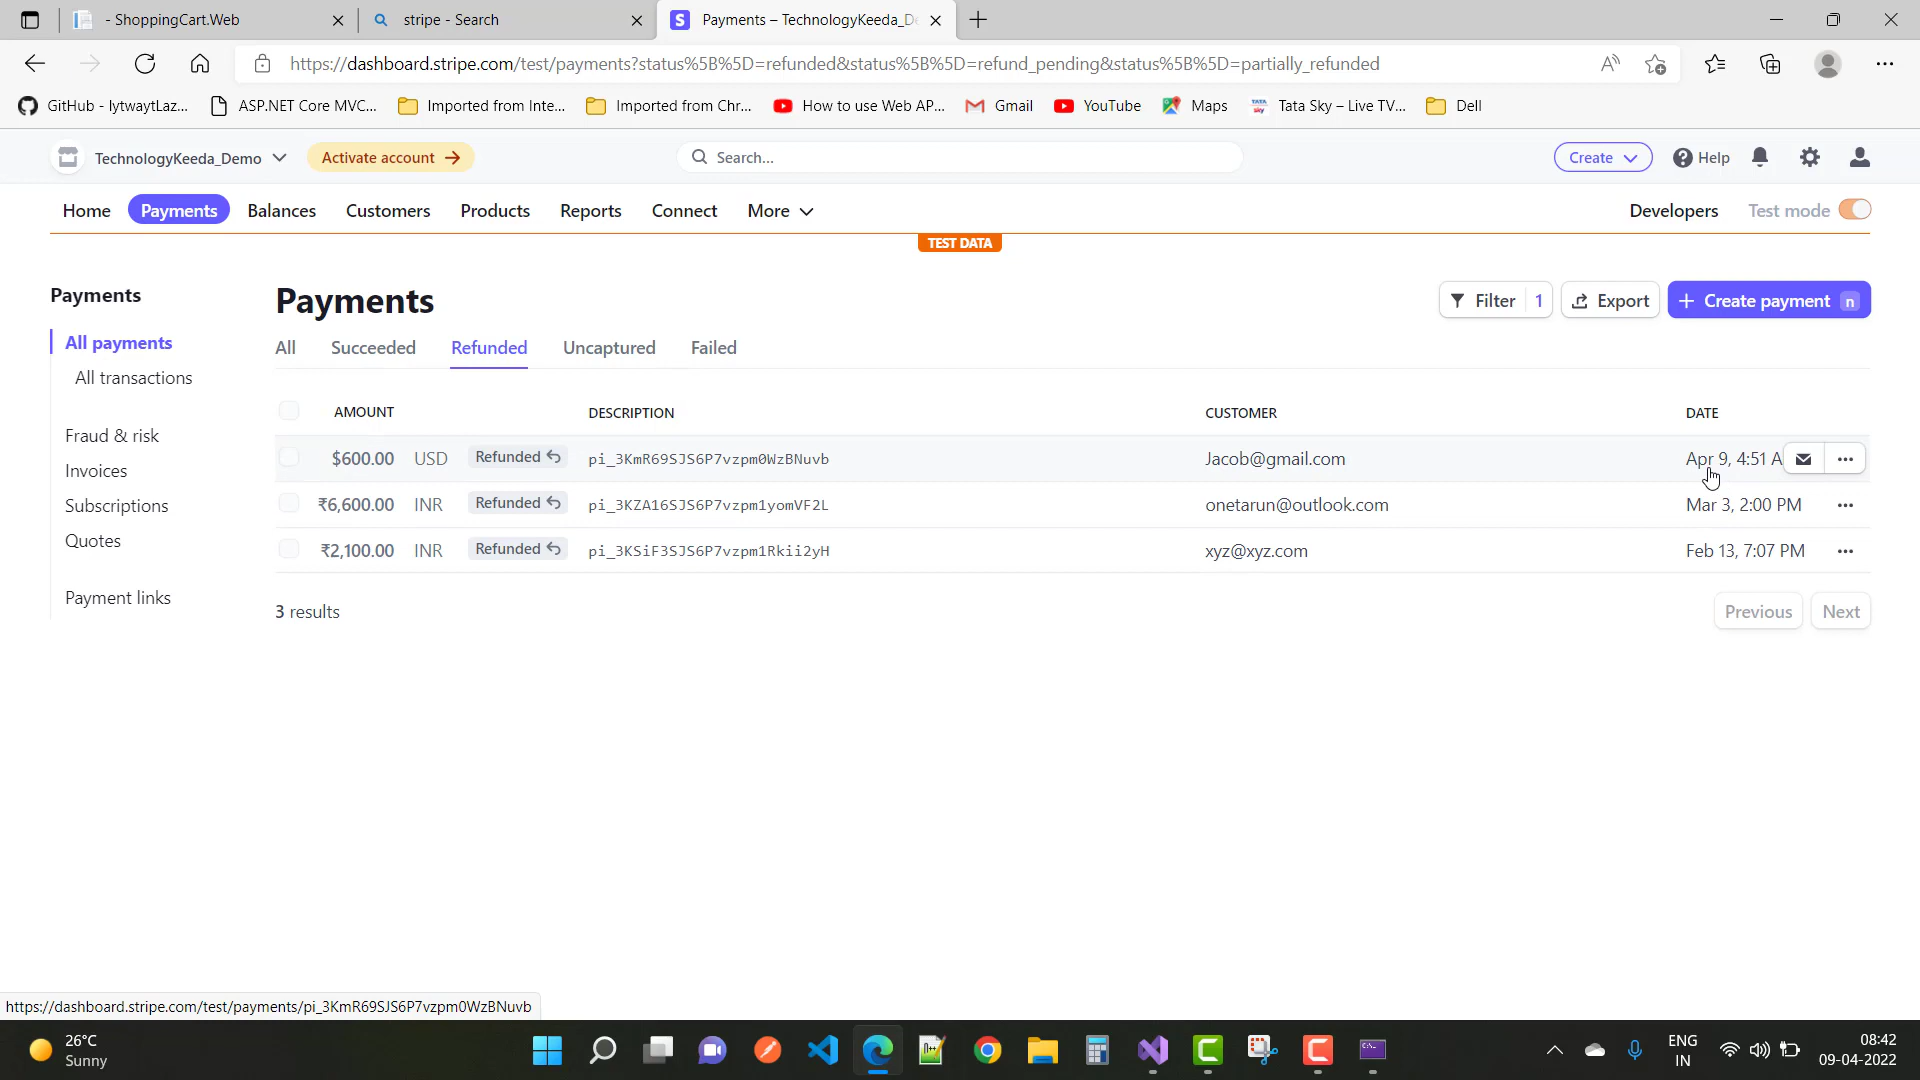 - ShoppingCart.Web
stripe - Search
Payments – TechnologyKeeda_D
https://dashboard.stripe.com/test/payments?status%5B%5D=refunded&status%5B%5D=refund_pending&status%5B%5D=partially_refunded
GitHub - lytwaytLaz...
ASP.NET Core MVC...
Imported from Inte...
Imported from Chr...
How to use Web AP...
Gmail
YouTube
Maps
Tata Sky – Live TV...
Dell
TechnologyKeeda_Demo
Activate account
Search...
Create
Help
Home Payments Balances Customers Products Reports Connect More
Developers Test mode
TEST DATA
Payments
All payments
All transactions
Fraud & risk
Invoices
Subscriptions
Quotes
Payment links
Payments
Filter 1
Export
+ Create payment n
All Succeeded Refunded Uncaptured Failed
AMOUNT DESCRIPTION CUSTOMER DATE
$600.00 USD Refunded pi_3KmR69SJS6P7vzpm0WzBNuvb Jacob@gmail.com Apr 9, 4:51 A
₹6,600.00 INR Refunded pi_3KZA16SJS6P7vzpm1yomVF2L onetarun@outlook.com Mar 3, 2:00 PM
₹2,100.00 INR Refunded pi_3KSiF3SJS6P7vzpm1Rkii2yH xyz@xyz.com Feb 13, 7:07 PM
3 results
Previous Next
https://dashboard.stripe.com/test/payments/pi_3KmR69SJS6P7vzpm0WzBNuvb
26°C
Sunny
ENG
IN
08:42
09-04-2022